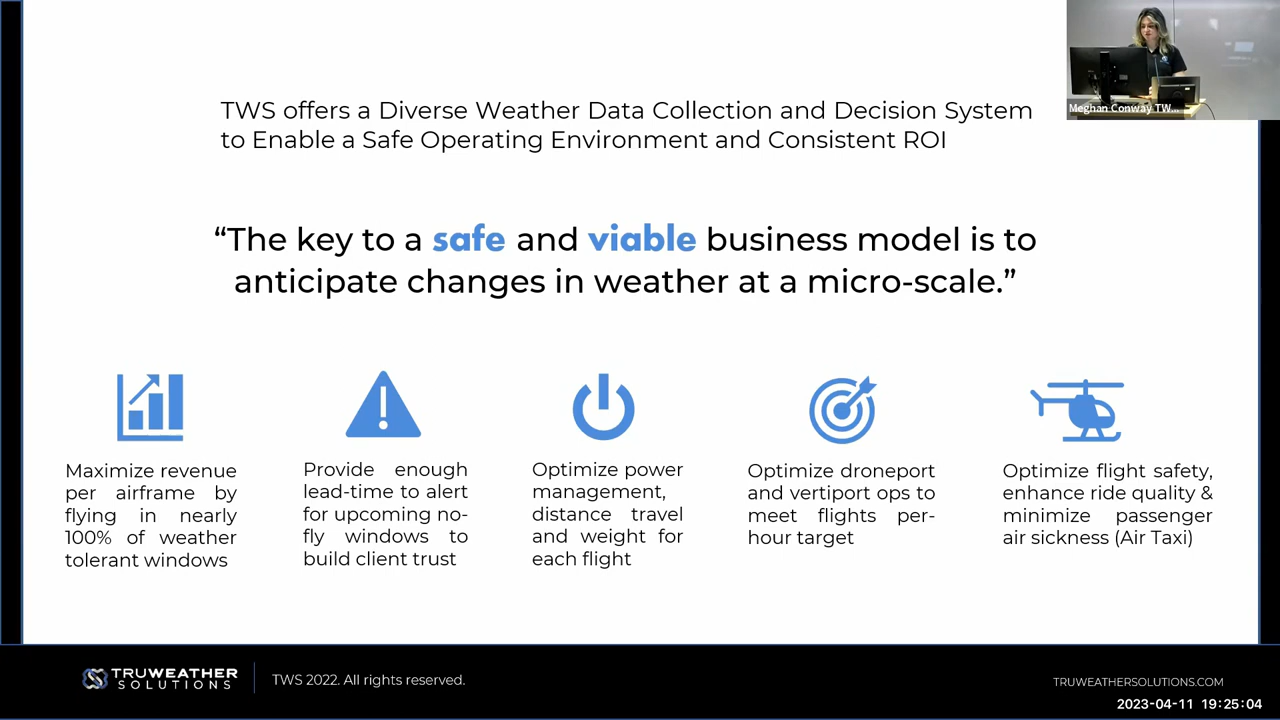 TWS offers a Diverse Weather Data Collection and Decision System
to Enable a Safe Operating Environment and Consistent ROI
Meghan Conway TW...
“The key to a safe and viable business model is to
anticipate changes in weather at a micro-scale.”
Maximize revenue
per airframe by
flying in nearly
100% of weather
tolerant windows
Provide enough
lead-time to alert
for upcoming no-
fly windows to
build client trust
Optimize power
management,
distance travel
and weight for
each flight
Optimize droneport
and vertiport ops to
meet flights per-
hour target
Optimize flight safety,
enhance ride quality &
minimize passenger
air sickness (Air Taxi)
TRUWEATHER
SOLUTIONS
TWS 2022. All rights reserved.
TRUWEATHERSOLUTIONS.COM
2023-04-11 19:25:04